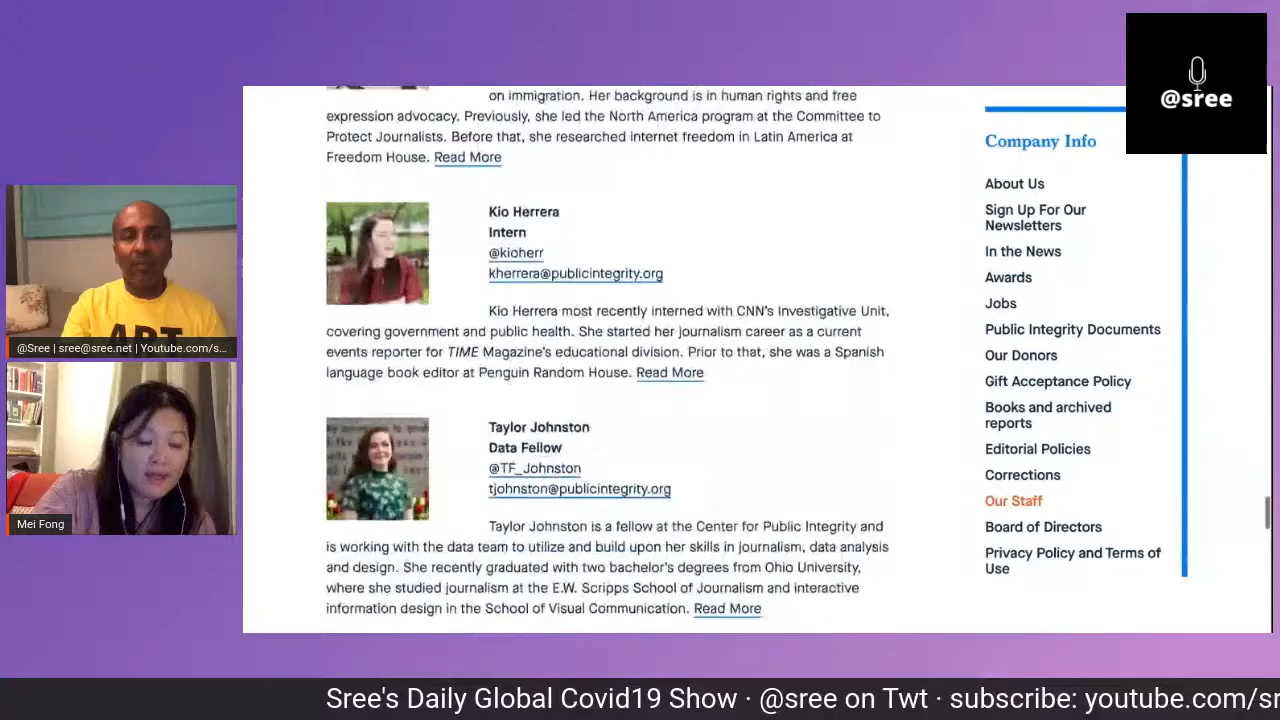 @sree
on immigration. Her background is in human rights and free
expression advocacy. Previously, she led the North America program at the Committee to
Protect Journalists. Before that, she researched internet freedom in Latin America at
Freedom House. Read More
Kio Herrera
Intern
@kioherr
kherrera@publicintegrity.org
Kio Herrera most recently interned with CNN's Investigative Unit,
covering government and public health. She started her journalism career as a current
events reporter for TIME Magazine's educational division. Prior to that, she was a Spanish
language book editor at Penguin Random House. Read More
Taylor Johnston
Data Fellow
@TF_Johnston
tjohnston@publicintegrity.org
Taylor Johnston is a fellow at the Center for Public Integrity and
is working with the data team to utilize and build upon her skills in journalism, data analysis
and design. She recently graduated with two bachelor's degrees from Ohio University,
where she studied journalism at the E.W. Scripps School of Journalism and interactive
information design in the School of Visual Communication. Read More
Company Info
About Us
Sign Up For Our
Newsletters
In the News
Awards
Jobs
Public Integrity Documents
Our Donors
Gift Acceptance Policy
Books and archived
reports
Editorial Policies
Corrections
Our Staff
Board of Directors
Privacy Policy and Terms of
Use
ART
@Sree | sree@sree.net | Youtube.com/s...
Mei Fong
Sree's Daily Global Covid19 Show · @sree on Twt · subscribe: youtube.com/sr